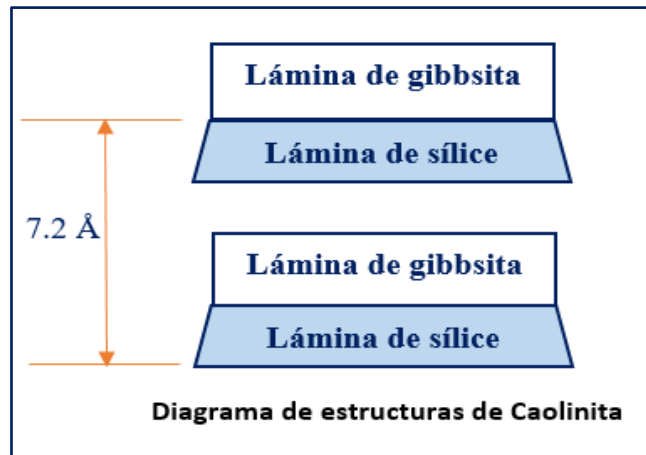 Lámina de gibbsita
Lámina de sílice
7.2 Å
Lámina de gibbsita
Lámina de sílice
Diagrama de estructuras de Caolinita